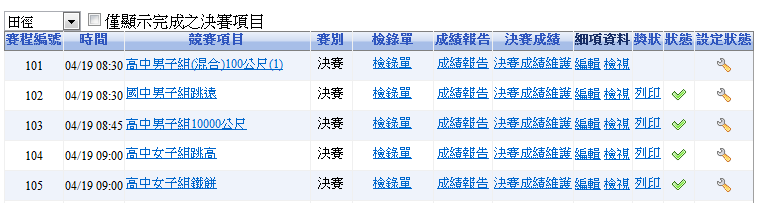 田徑 僅顯示完成之決賽項目
賽程編號 時間 競賽項目 賽別 檢錄單 成績報告 決賽成績 細項資料 獎狀 狀態 設定狀態
101 04/19 08:30 高中男子組(混合)100公尺(1) 決賽 檢錄單 成績報告 決賽成績維護 編輯 檢視
102 04/19 08:30 國中男子組跳遠 決賽 檢錄單 成績報告 決賽成績維護 編輯 檢視 列印
103 04/19 08:45 高中男子組10000公尺 決賽 檢錄單 成績報告 決賽成績維護 編輯 檢視 列印
104 04/19 09:00 高中女子組跳高 決賽 檢錄單 成績報告 決賽成績維護 編輯 檢視 列印
105 04/19 09:00 高中女子組鐵餅 決賽 檢錄單 成績報告 決賽成績維護 編輯 檢視 列印